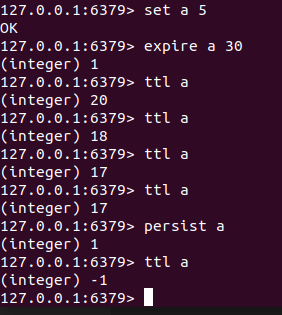 127.0.0.1:6379> set a 5
OK
127.0.0.1:6379> expire a 30
(integer) 1
127.0.0.1:6379> ttl a
(integer) 20
127.0.0.1:6379> ttl a
(integer) 18
127.0.0.1:6379> ttl a
(integer) 17
127.0.0.1:6379> ttl a
(integer) 17
127.0.0.1:6379> persist a
(integer) 1
127.0.0.1:6379> ttl a
(integer) -1
127.0.0.1:6379>